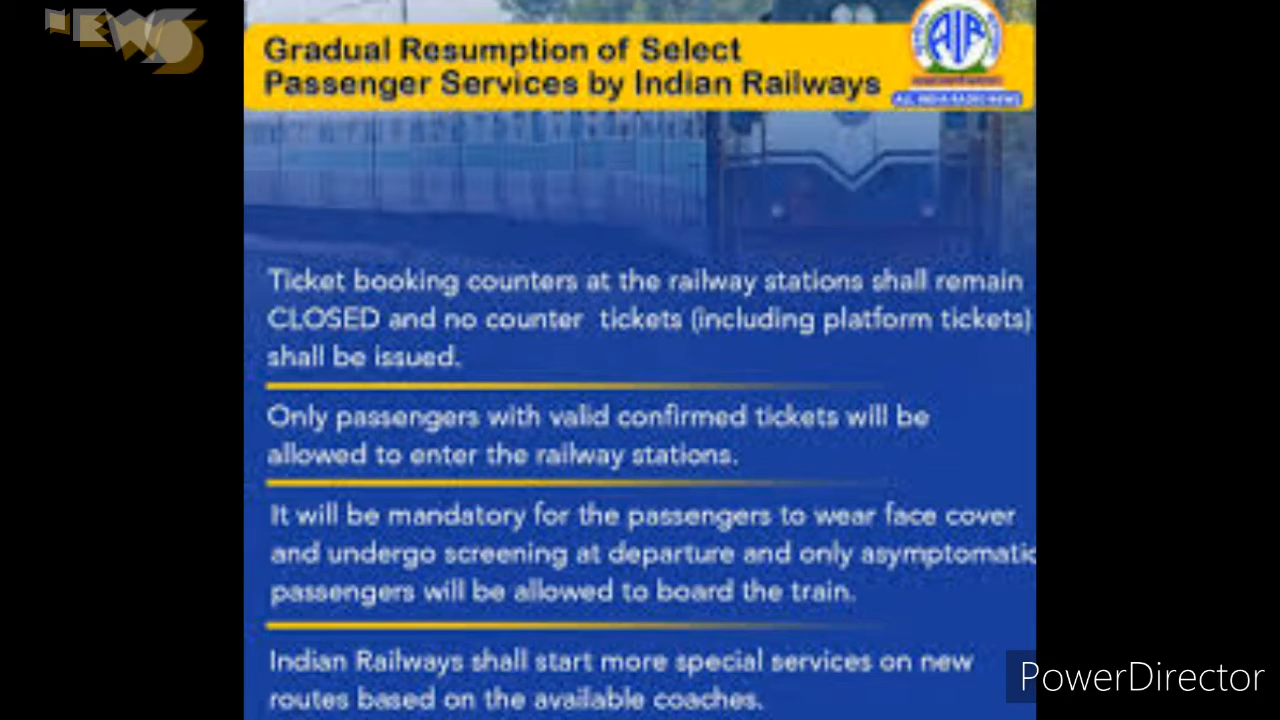 NEWS
Gradual Resumption of Select
Passenger Services by Indian Railways
AIR
ALL INDIA RADIO NEWS
Ticket booking counters at the railway stations shall remain
CLOSED and no counter tickets (including platform tickets)
shall be issued.
Only passengers with valid confirmed tickets will be
allowed to enter the railway stations.
It will be mandatory for the passengers to wear face cover
and undergo screening at departure and only asymptomatic
passengers will be allowed to board the train.
Indian Railways shall start more special services on new
routes based on the available coaches.
PowerDirector